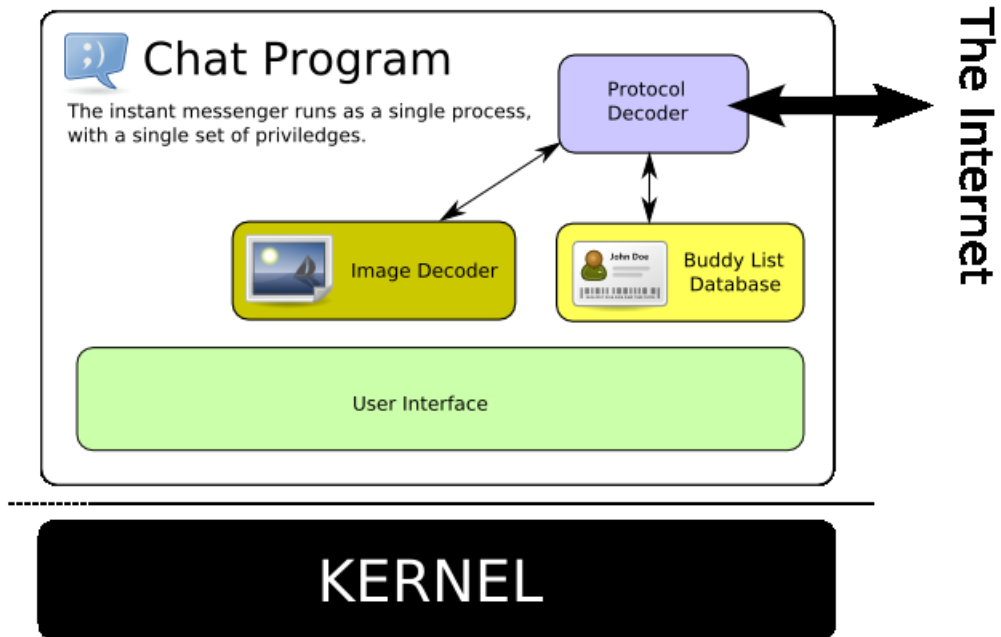 Chat Program
The instant messenger runs as a single process,
with a single set of priviledges.
Protocol
Decoder
The Internet
Image Decoder
John Doe
Buddy List
Database
User Interface
KERNEL